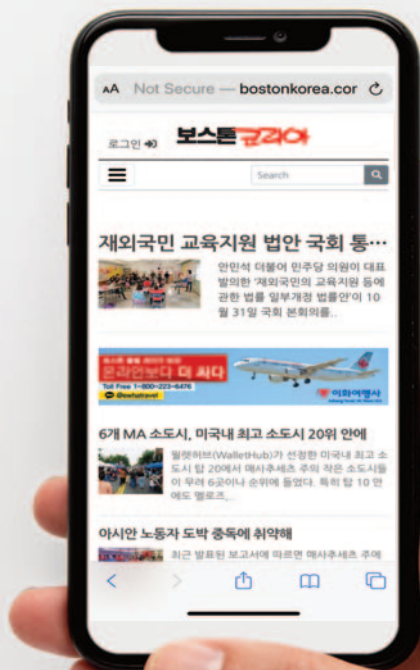 AA Not Secure — bostonkorea.cor
로그인
보스톤코리아
Search
재외국민 교육지원 법안 국회 통…
안민석 더불어 민주당 의원이 대표
발의한 '재외국민의 교육지원 등에
관한 법률 일부개정 법률안'이 10
월 31일 국회 본회의를..
온라인보다 더 싸다
Toll Free 1-800-223-6476
@ewhatravel
이화여행사
6개 MA 소도시, 미국내 최고 소도시 20위 안에
월렛허브(WalletHub)가 선정한 미국내 최고 소
도시 탑 20에서 매사추세츠 주의 작은 소도시들
이 무려 6곳이나 순위에 들었다. 특히 탑 10 안
에도 멜로즈,..
아시안 노동자 도박 중독에 취약해
최근 발표된 보고서에 따르면 매사추세츠 주에